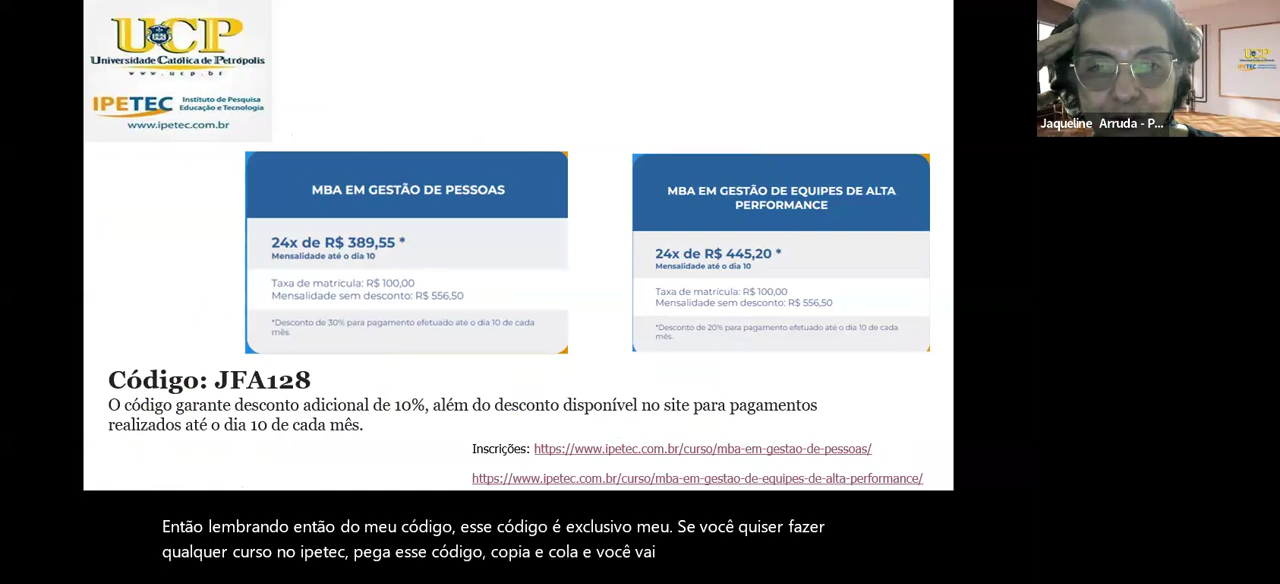 UCP
Universidade Católica de Petrópolis
www.ucp.br
IPETEC Instituto de Pesquisa
Educação e Tecnologia
www.ipetec.com.br
Jaqueline Arruda - P...
UCP
IPETEC
MBA EM GESTÃO DE PESSOAS
24x de R$ 389,55 *
Mensalidade até o dia 10
Taxa de matrícula: R$ 100,00
Mensalidade sem desconto: R$ 556,50
*Desconto de 30% para pagamento efetuado até o dia 10 de cada
mês.
MBA EM GESTÃO DE EQUIPES DE ALTA
PERFORMANCE
24x de R$ 445,20 *
Mensalidade até o dia 10
Taxa de matrícula: R$ 100,00
Mensalidade sem desconto: R$ 556,50
*Desconto de 20% para pagamento efetuado até o dia 10 de cada
mês.
Código: JFA128
O código garante desconto adicional de 10%, além do desconto disponível no site para pagamentos
realizados até o dia 10 de cada mês.
Inscrições: https://www.ipetec.com.br/curso/mba-em-gestao-de-pessoas/
https://www.ipetec.com.br/curso/mba-em-gestao-de-equipes-de-alta-performance/
Então lembrando então do meu código, esse código é exclusivo meu. Se você quiser fazer
qualquer curso no ipetec, pega esse código, copia e cola e você vai